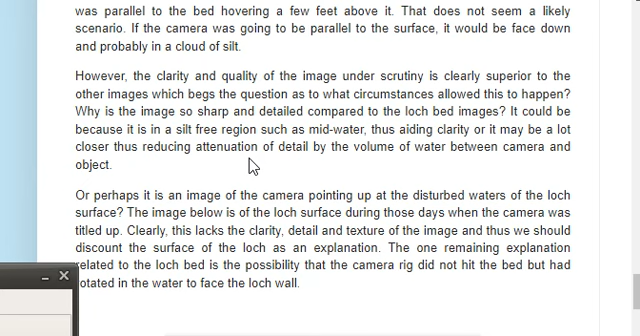 was parallel to the bed hovering a few feet above it. That does not seem a likely
scenario. If the camera was going to be parallel to the surface, it would be face down
and probably in a cloud of silt.
However, the clarity and quality of the image under scrutiny is clearly superior to the
other images which begs the question as to what circumstances allowed this to happen?
Why is the image so sharp and detailed compared to the loch bed images? It could be
because it is in a silt free region such as mid-water, thus aiding clarity or it may be a lot
closer thus reducing attenuation of detail by the volume of water between camera and
object.
Or perhaps it is an image of the camera pointing up at the disturbed waters of the loch
surface? The image below is of the loch surface during those days when the camera was
titled up. Clearly, this lacks the clarity, detail and texture of the image and thus we should
discount the surface of the loch as an explanation. The one remaining explanation
related to the loch bed is the possibility that the camera rig did not hit the bed but had
rotated in the water to face the loch wall.